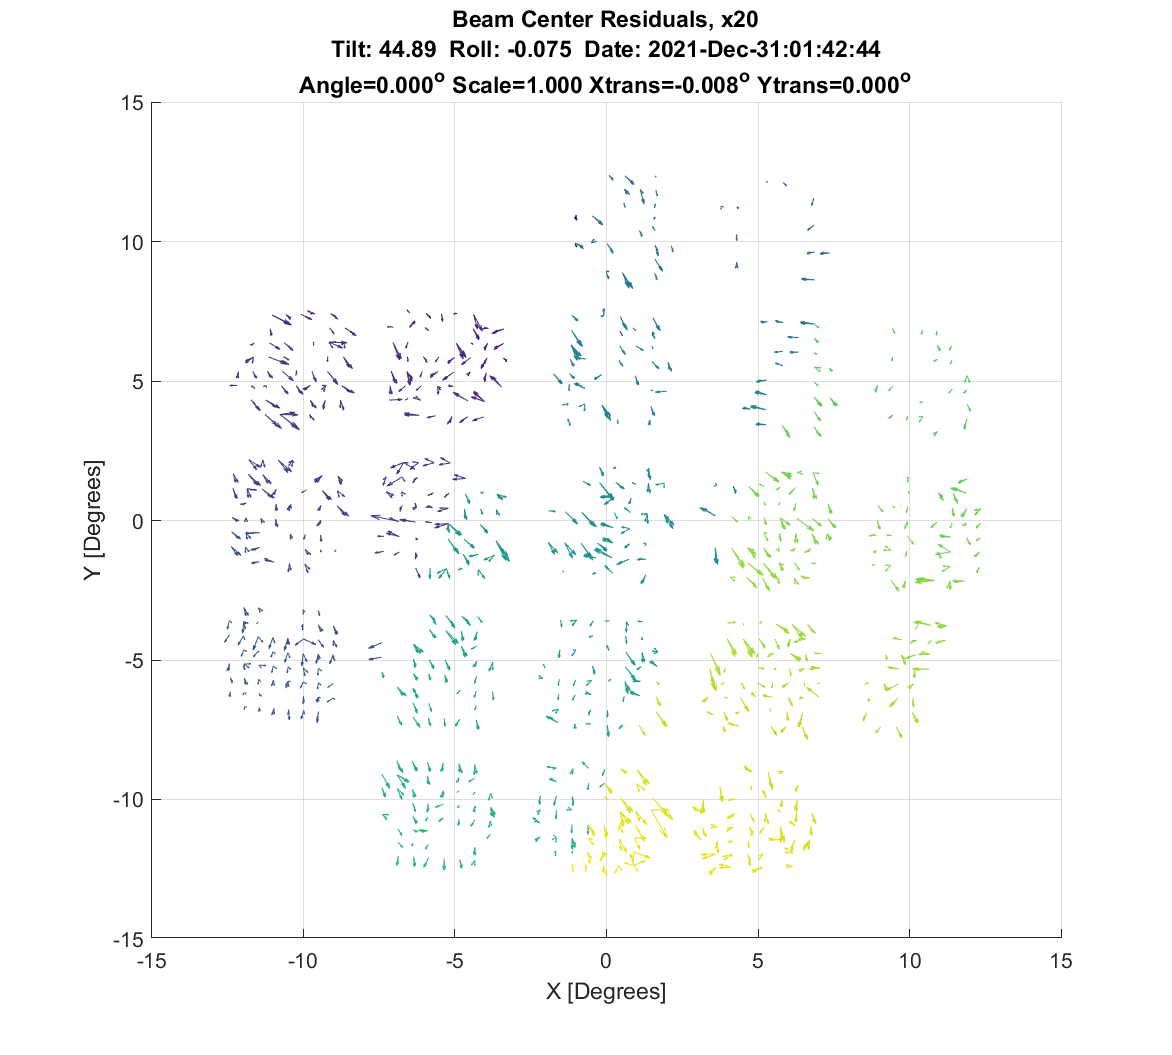 Beam Center Residuals, x20
Tilt: 44.89 Roll: -0.075 Date: 2021-Dec-31:01:42:44
Angle=0.000° Scale=1.000 Xtrans=-0.008° Ytrans=0.000°
15
10
5
0
-5
-10
-15
Y [Degrees]
-15 -10 -5 0 5 10 15
X [Degrees]